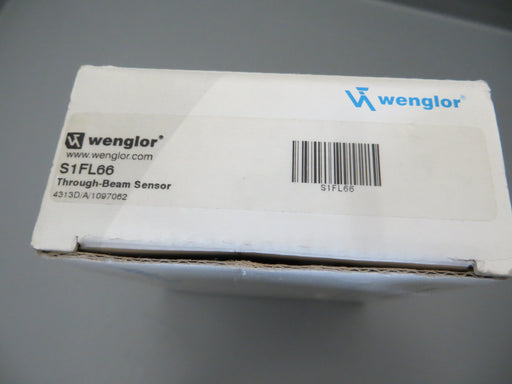 wenglor®
wenglor®
www.wenglor.com
S1FL66
Through-Beam Sensor
4313D/A/1097062
S1FL66